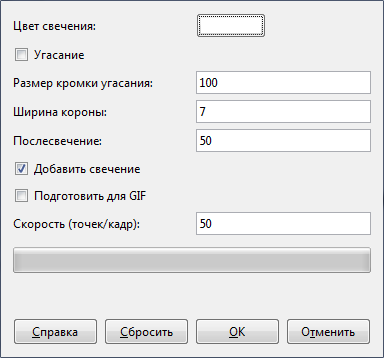 Цвет свечения:
Угасание
Размер кромки угасания: 100
Ширина короны: 7
Послесвечение: 50
Добавить свечение
Подготовить для GIF
Скорость (точек/кадр): 50
Справка Сбросить ОК Отменить